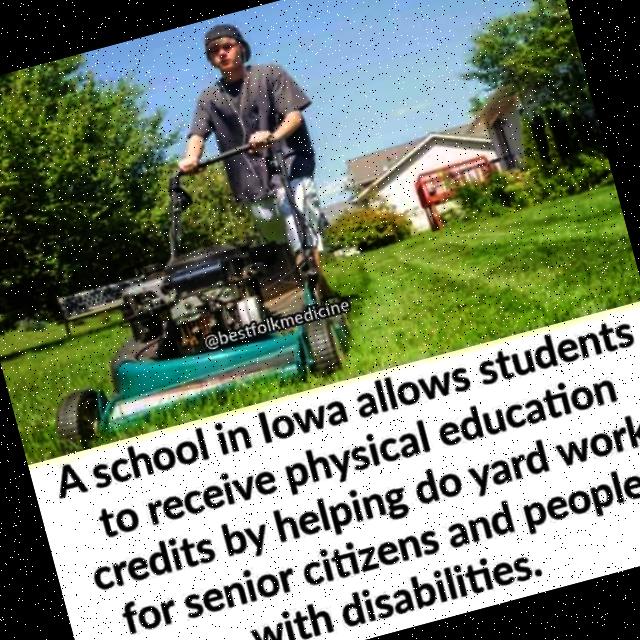 @bestfolkmedicine
A school in Iowa allows students
to receive physical education
credits by helping do yard work
for senior citizens and people
with disabilities.